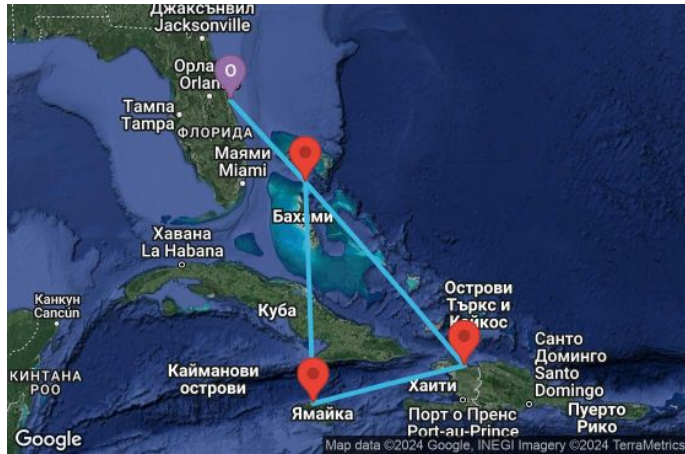 Джаксънвил
Jacksonville
Орла
Orlan
O
Тампа
Tampa
ФЛОРИДА
Маями
Miami
Хавана
La Habana
Бахами
Канкун
Cancún
Куба
Острови
Търкс и
Кайкос
КИНТАНА
РОО
Кайманови
острови
Ямайка
Хаити
Порт о Пренс
Port-au-Prince
Санто
Доминго
Santo
Domingo
Пуерто
Рико
Google
Map data ©2024 Google, INEGI Imagery ©2024 TerraMetrics